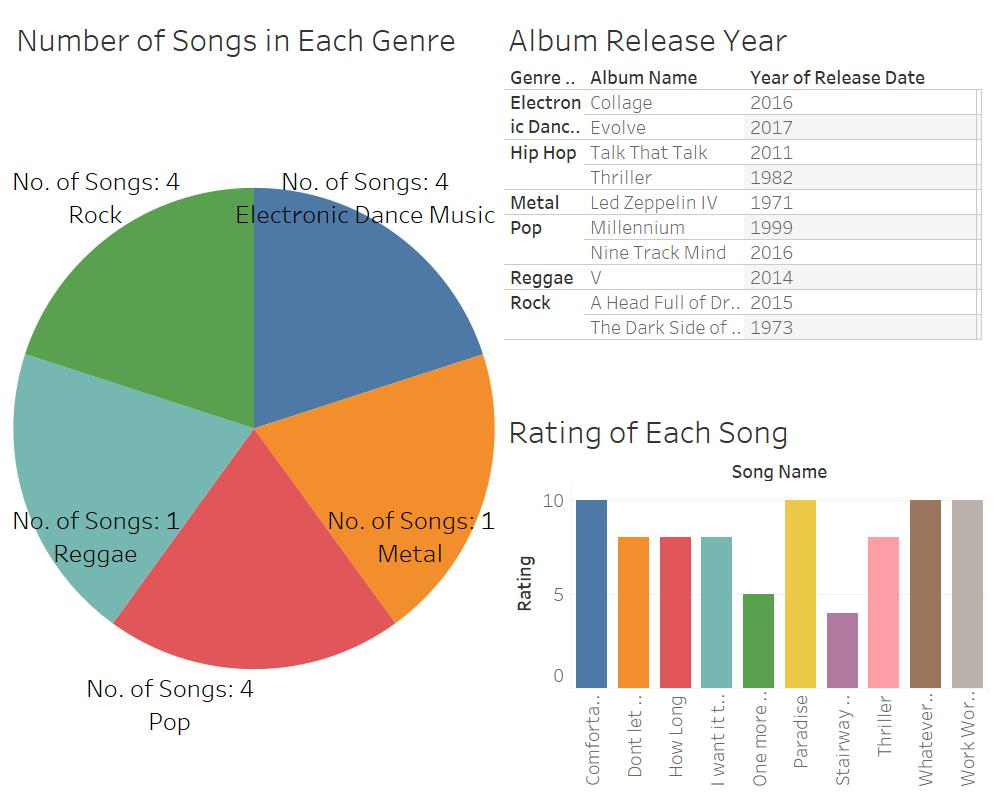 Number of Songs in Each Genre
No. of Songs: 4
Rock
No. of Songs: 4
Electronic Dance Music
No. of Songs: 1
Reggae
No. of Songs: 1
Metal
No. of Songs: 4
Pop
Album Release Year
Genre .. Album Name Year of Release Date
Electron Collage 2016
ic Danc.. Evolve 2017
Hip Hop Talk That Talk 2011
Thriller 1982
Metal Led Zeppelin IV 1971
Pop Millennium 1999
Nine Track Mind 2016
Reggae V 2014
Rock A Head Full of Dr.. 2015
The Dark Side of .. 1973
Rating of Each Song
Song Name
Rating
10
5
0
Comforta..
Dont let ..
How Long
I want it t..
One more ..
Paradise
Stairway ..
Thriller
Whatever..
Work Wor..